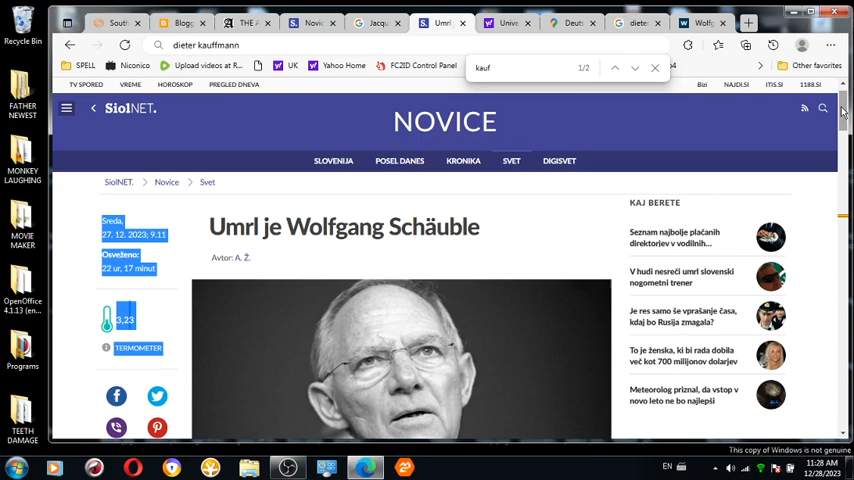 Recycle Bin
FATHER NEWEST
MONKEY LAUGHING
MOVIE MAKER
OpenOffice 4.1.13 (en...
Programs
TEETH DAMAGE
South
Blogg
THE A
Novic
Jacqu
Umrl j
Unive
Deuts
dieter
Wolfg
dieter kauffmann
SPELL
Niconico
Upload videos at R...
UK
Yahoo Home
FC2ID Control Panel
Other favorites
kauf
1/2
TV SPORED
VREME
HOROSKOP
PREGLED DNEVA
Bizi
NAJDI.SI
ITIS.SI
1188.SI
SiolNET.
NOVICE
SLOVENIJA
POSEL DANES
KRONIKA
SVET
DIGISVET
SiolNET.
Novice
Svet
Sreda,
27. 12. 2023; 9.11
Osveženo:
22 ur, 17 minut
3,23
TERMOMETER
Umrl je Wolfgang Schäuble
Avtor: A. Ž.
KAJ BERETE
Seznam najbolje plačanih
direktorjev v vodilnih...
V hudi nesreči umrl slovenski
nogometni trener
Je res samo še vprašanje časa,
kdaj bo Rusija zmagala?
To je ženska, ki bi rada dobila
več kot 700 milijonov dolarjev
Meteorolog priznal, da vstop v
novo leto ne bo najlepši
This copy of Windows is not genuine
EN
11:28 AM
12/28/2023